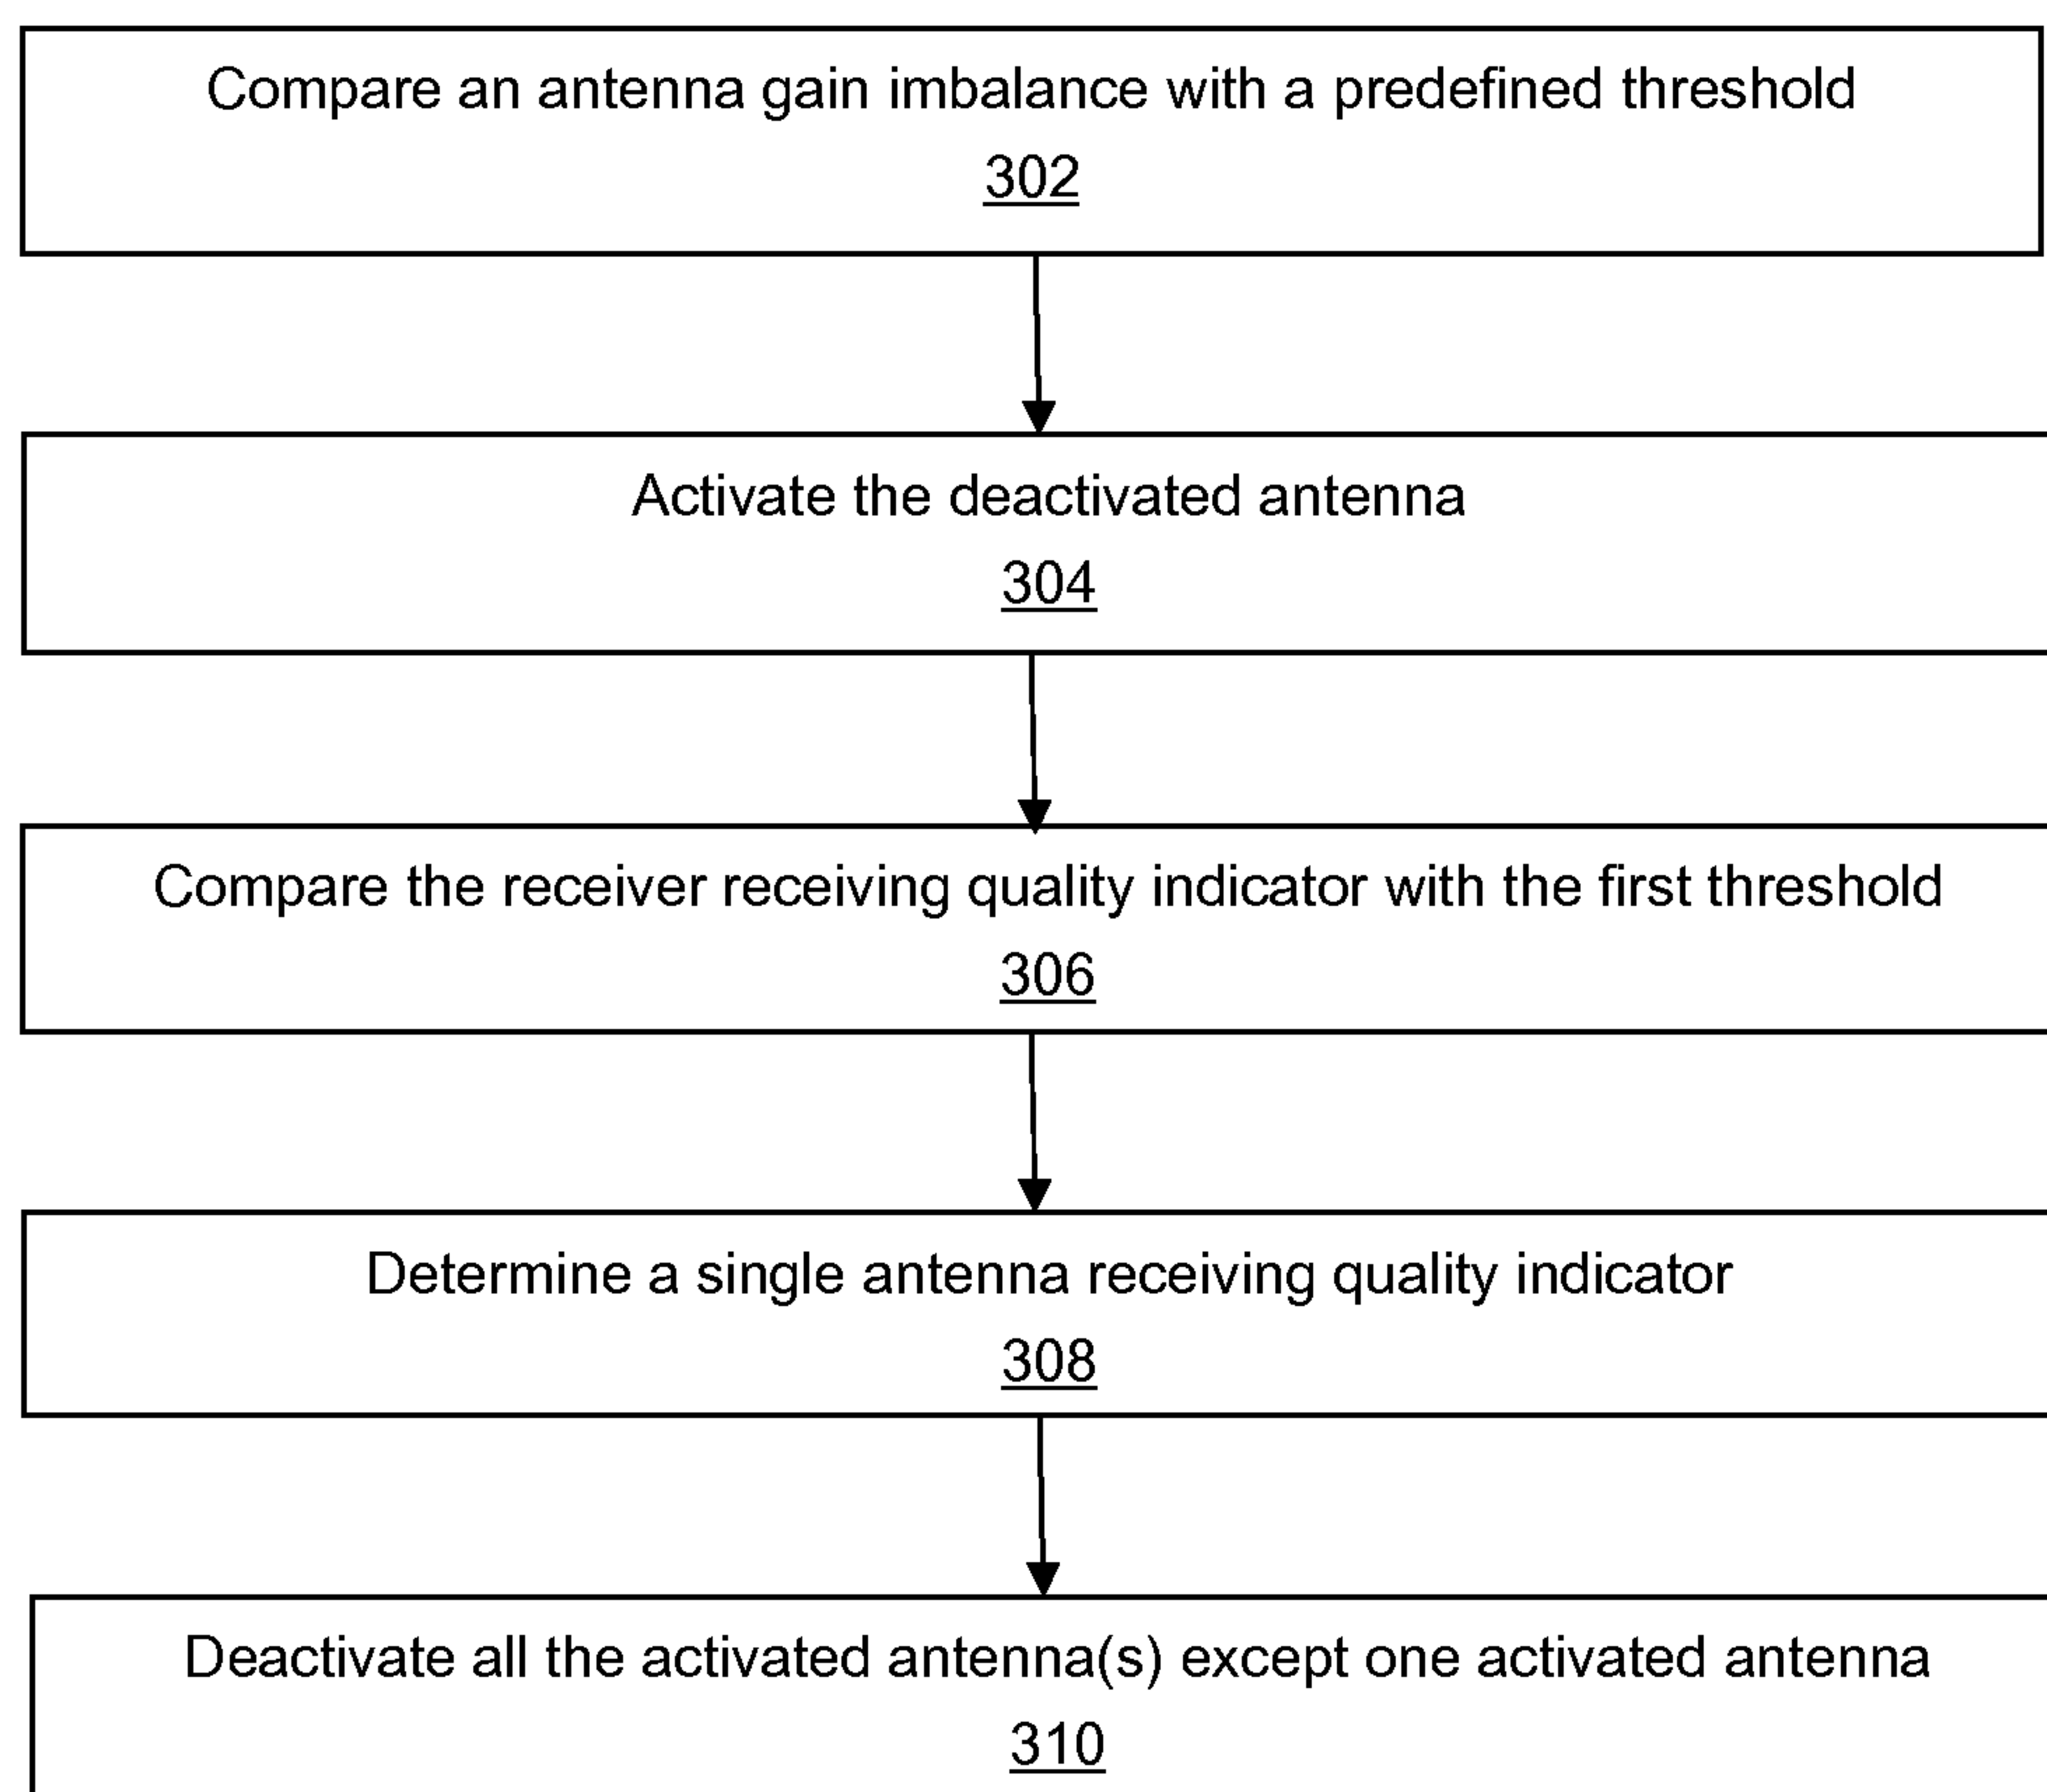 Compare an antenna gain imbalance with a predefined threshold
302
Activate the deactivated antenna
304
Compare the receiver receiving quality indicator with the first threshold
306
Determine a single antenna receiving quality indicator
308
Deactivate all the activated antenna(s) except one activated antenna
310